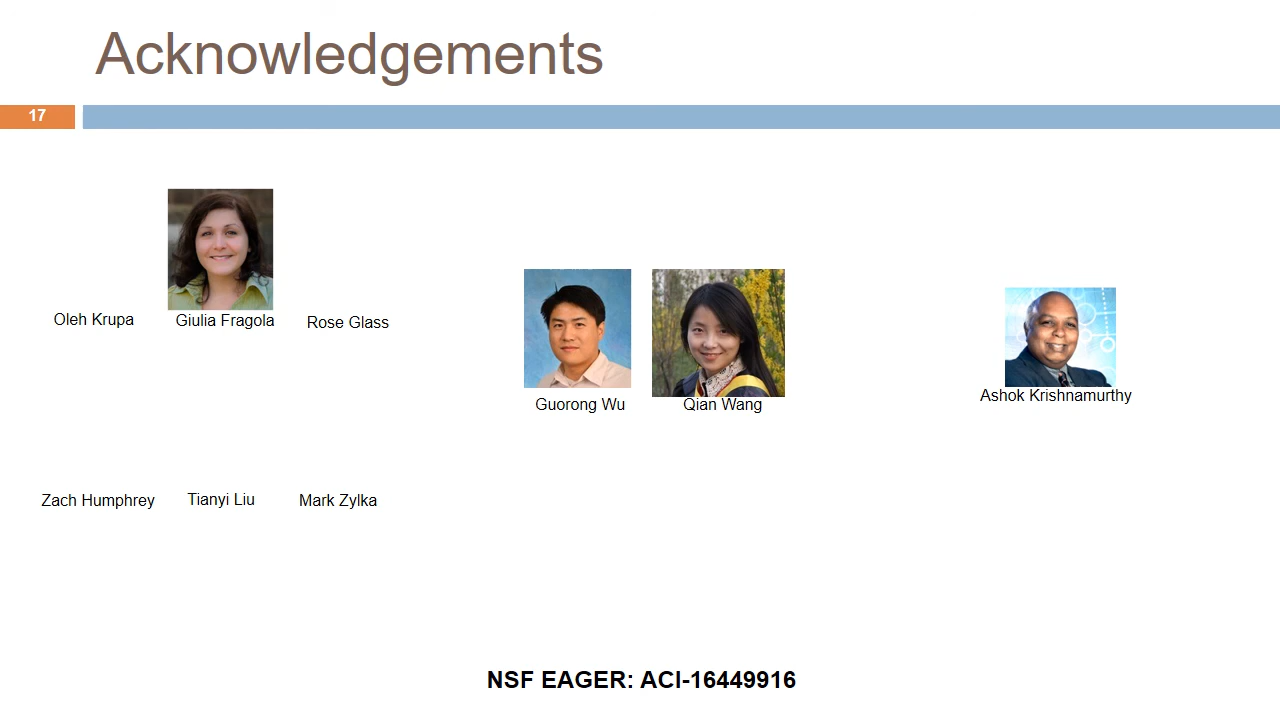 Acknowledgements
17
Oleh Krupa
Giulia Fragola
Rose Glass
Guorong Wu
Qian Wang
Ashok Krishnamurthy
Zach Humphrey
Tianyi Liu
Mark Zylka
NSF EAGER: ACI-16449916